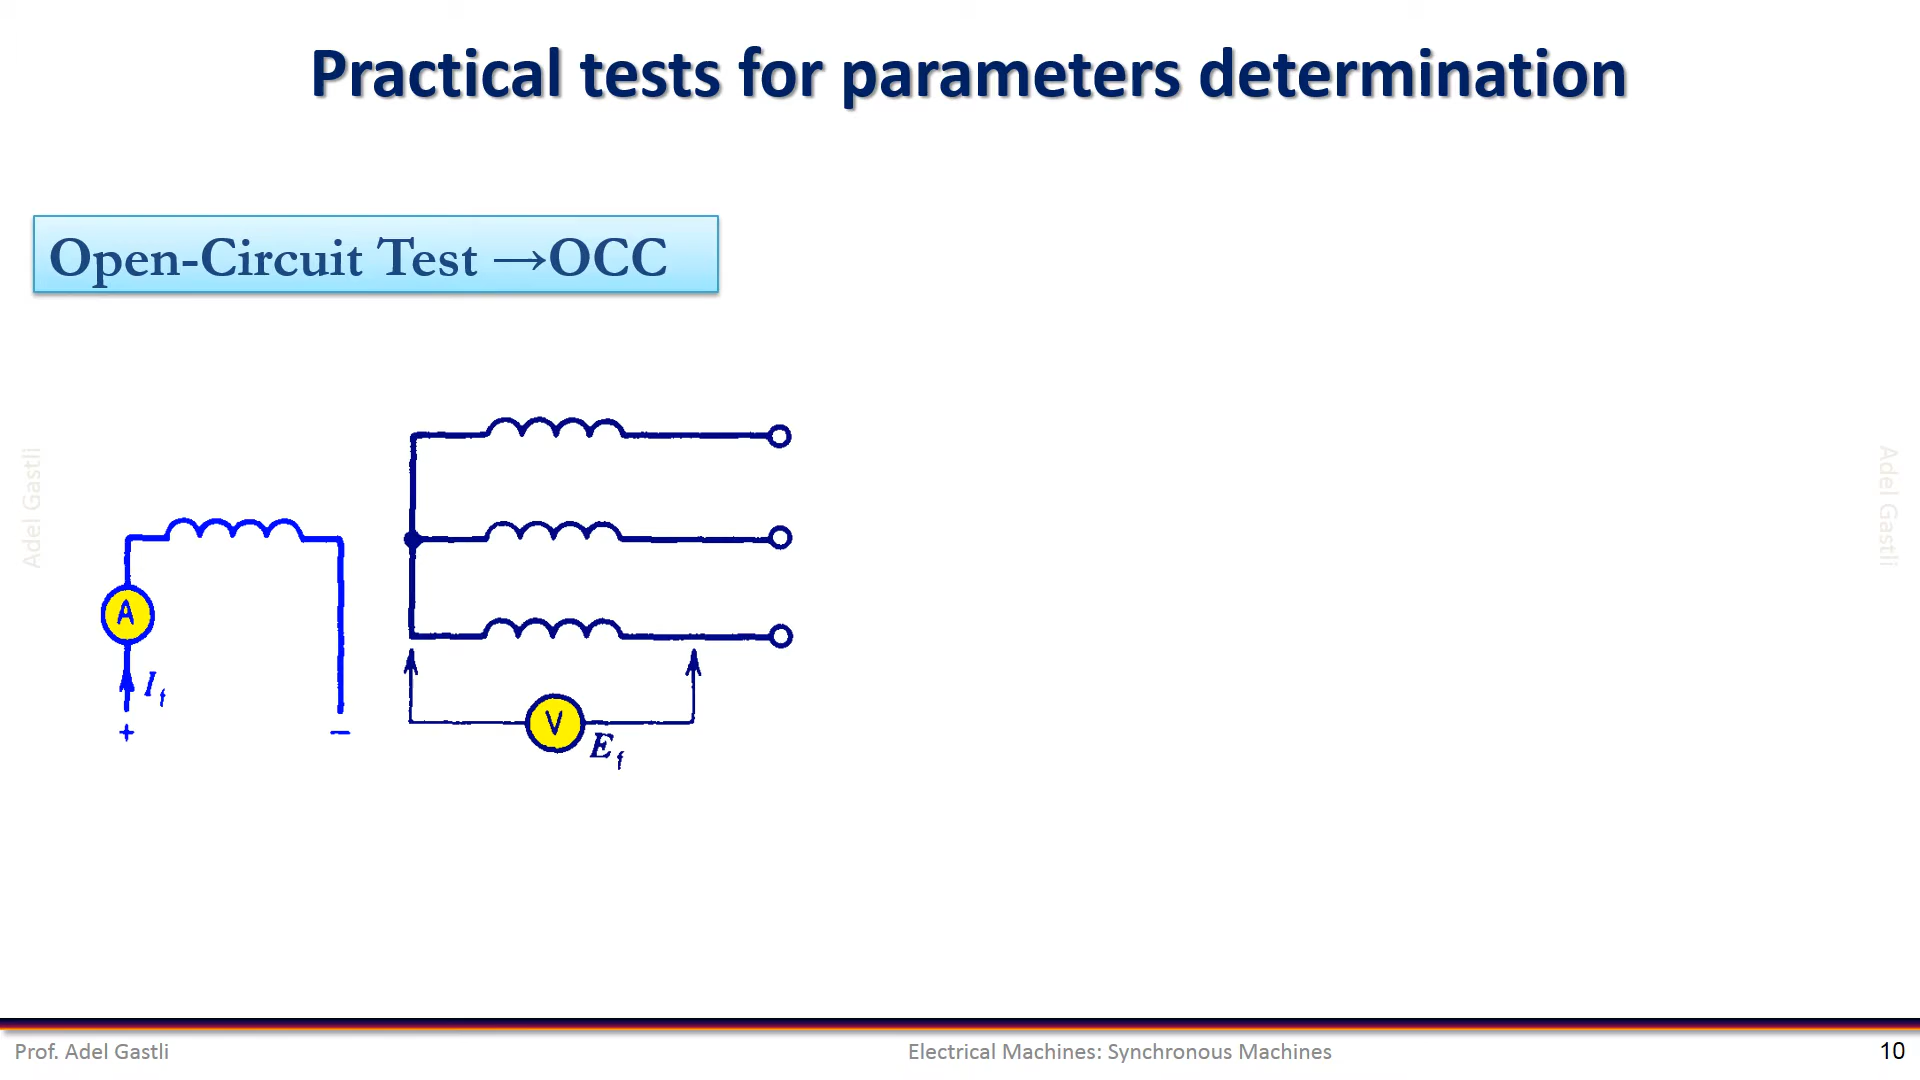 Practical tests for parameters determination
Open-Circuit Test →OCC
Adel Gastli
Adel Gastli
A
I_f
+
−
V
E_f
Prof. Adel Gastli
Electrical Machines: Synchronous Machines
10